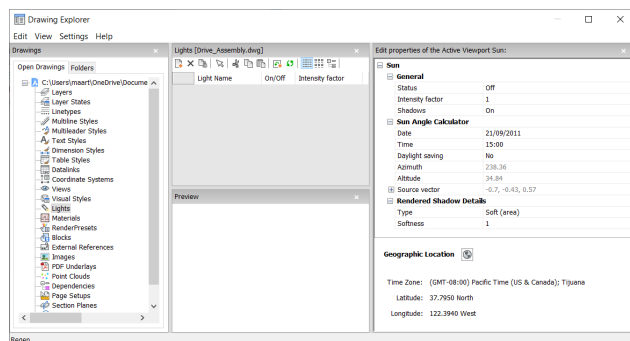 Drawing Explorer
Edit View Settings Help
Drawings
Open Drawings Folders
C:\Users\maart\OneDrive\Docume
Layers
Layer States
Linetypes
Multiline Styles
Multileader Styles
Text Styles
Dimension Styles
Table Styles
Datalinks
Coordinate Systems
Views
Visual Styles
Lights
Materials
RenderPresets
Blocks
External References
Images
PDF Underlays
Point Clouds
Dependencies
Page Setups
Section Planes
Lights [Drive_Assembly.dwg]
Light Name On/Off Intensity factor
Preview
Edit properties of the Active Viewport Sun:
Sun
General
Status Off
Intensity factor 1
Shadows On
Sun Angle Calculator
Date 21/09/2011
Time 15:00
Daylight saving No
Azimuth 238.36
Altitude 34.84
Source vector -0.7, -0.43, 0.57
Rendered Shadow Details
Type Soft (area)
Softness 1
Geographic Location
Time Zone: (GMT-08:00) Pacific Time (US & Canada); Tijuana
Latitude: 37.7950 North
Longitude: 122.3940 West
Regen